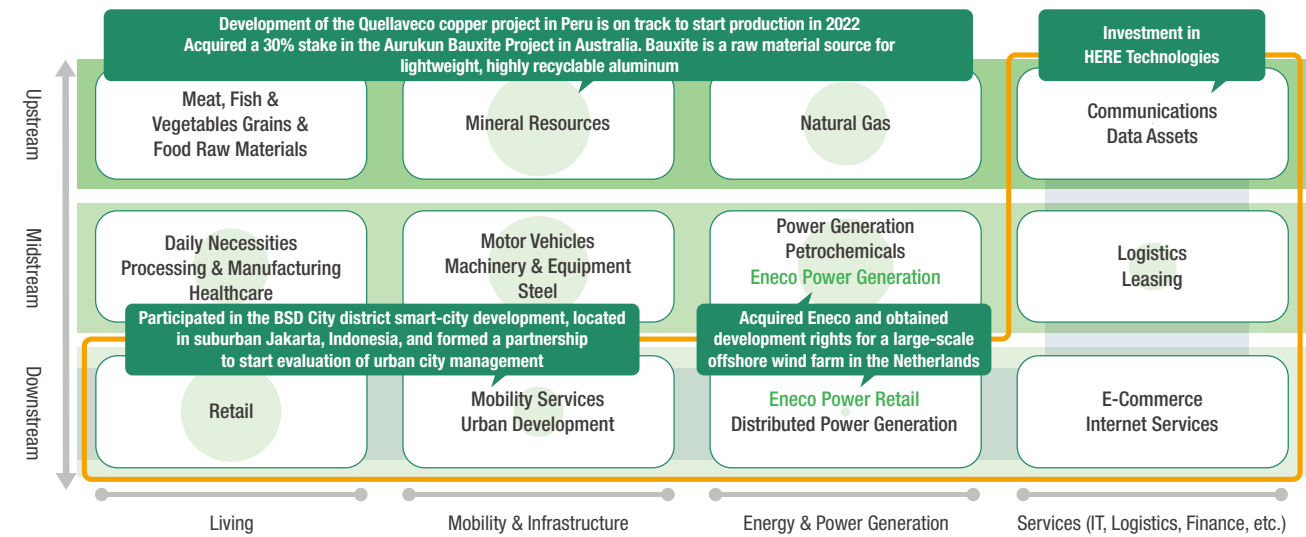 Development of the Quellaveco copper project in Peru is on track to start production in 2022
Acquired a 30% stake in the Aurukun Bauxite Project in Australia. Bauxite is a raw material source for
lightweight, highly recyclable aluminum
Investment in
HERE Technologies
Upstream
Meat, Fish &
Vegetables Grains &
Food Raw Materials
Mineral Resources
Natural Gas
Communications
Data Assets
Midstream
Daily Necessities
Processing & Manufacturing
Healthcare
Motor Vehicles
Machinery & Equipment
Steel
Power Generation
Petrochemicals
Eneco Power Generation
Logistics
Leasing
Participated in the BSD City district smart-city development, located
in suburban Jakarta, Indonesia, and formed a partnership
to start evaluation of urban city management
Acquired Eneco and obtained
development rights for a large-scale
offshore wind farm in the Netherlands
Downstream
Retail
Mobility Services
Urban Development
Eneco Power Retail
Distributed Power Generation
E-Commerce
Internet Services
Living
Mobility & Infrastructure
Energy & Power Generation
Services (IT, Logistics, Finance, etc.)